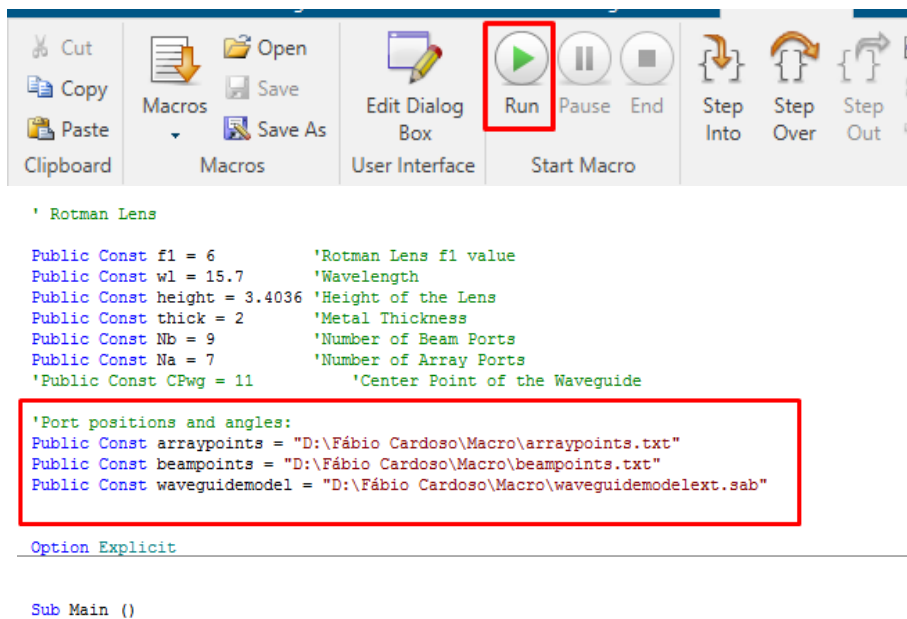 Cut
Copy
Paste
Clipboard
Macros
Open
Save
Save As
Macros
Edit Dialog
Box
User Interface
Run
Pause
End
Start Macro
Step
Into
Step
Over
Step
Out
' Rotman Lens
Public Const f1 = 6 'Rotman Lens f1 value
Public Const wl = 15.7 'Wavelength
Public Const height = 3.4036 'Height of the Lens
Public Const thick = 2 'Metal Thickness
Public Const Nb = 9 'Number of Beam Ports
Public Const Na = 7 'Number of Array Ports
'Public Const CPwg = 11 'Center Point of the Waveguide
'Port positions and angles:
Public Const arraypoints = "D:\Fábio Cardoso\Macro\arraypoints.txt"
Public Const beampoints = "D:\Fábio Cardoso\Macro\beampoints.txt"
Public Const waveguidemodel = "D:\Fábio Cardoso\Macro\waveguidemodelext.sab"
Option Explicit
Sub Main ()